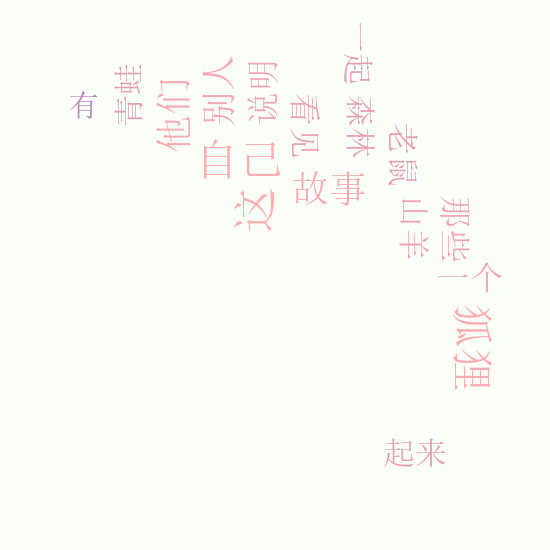 有
青蛙
他们
别人
说明
看见
一起
森林
老鼠
自己
这
故事
山羊
那些
一个
狐狸
起来